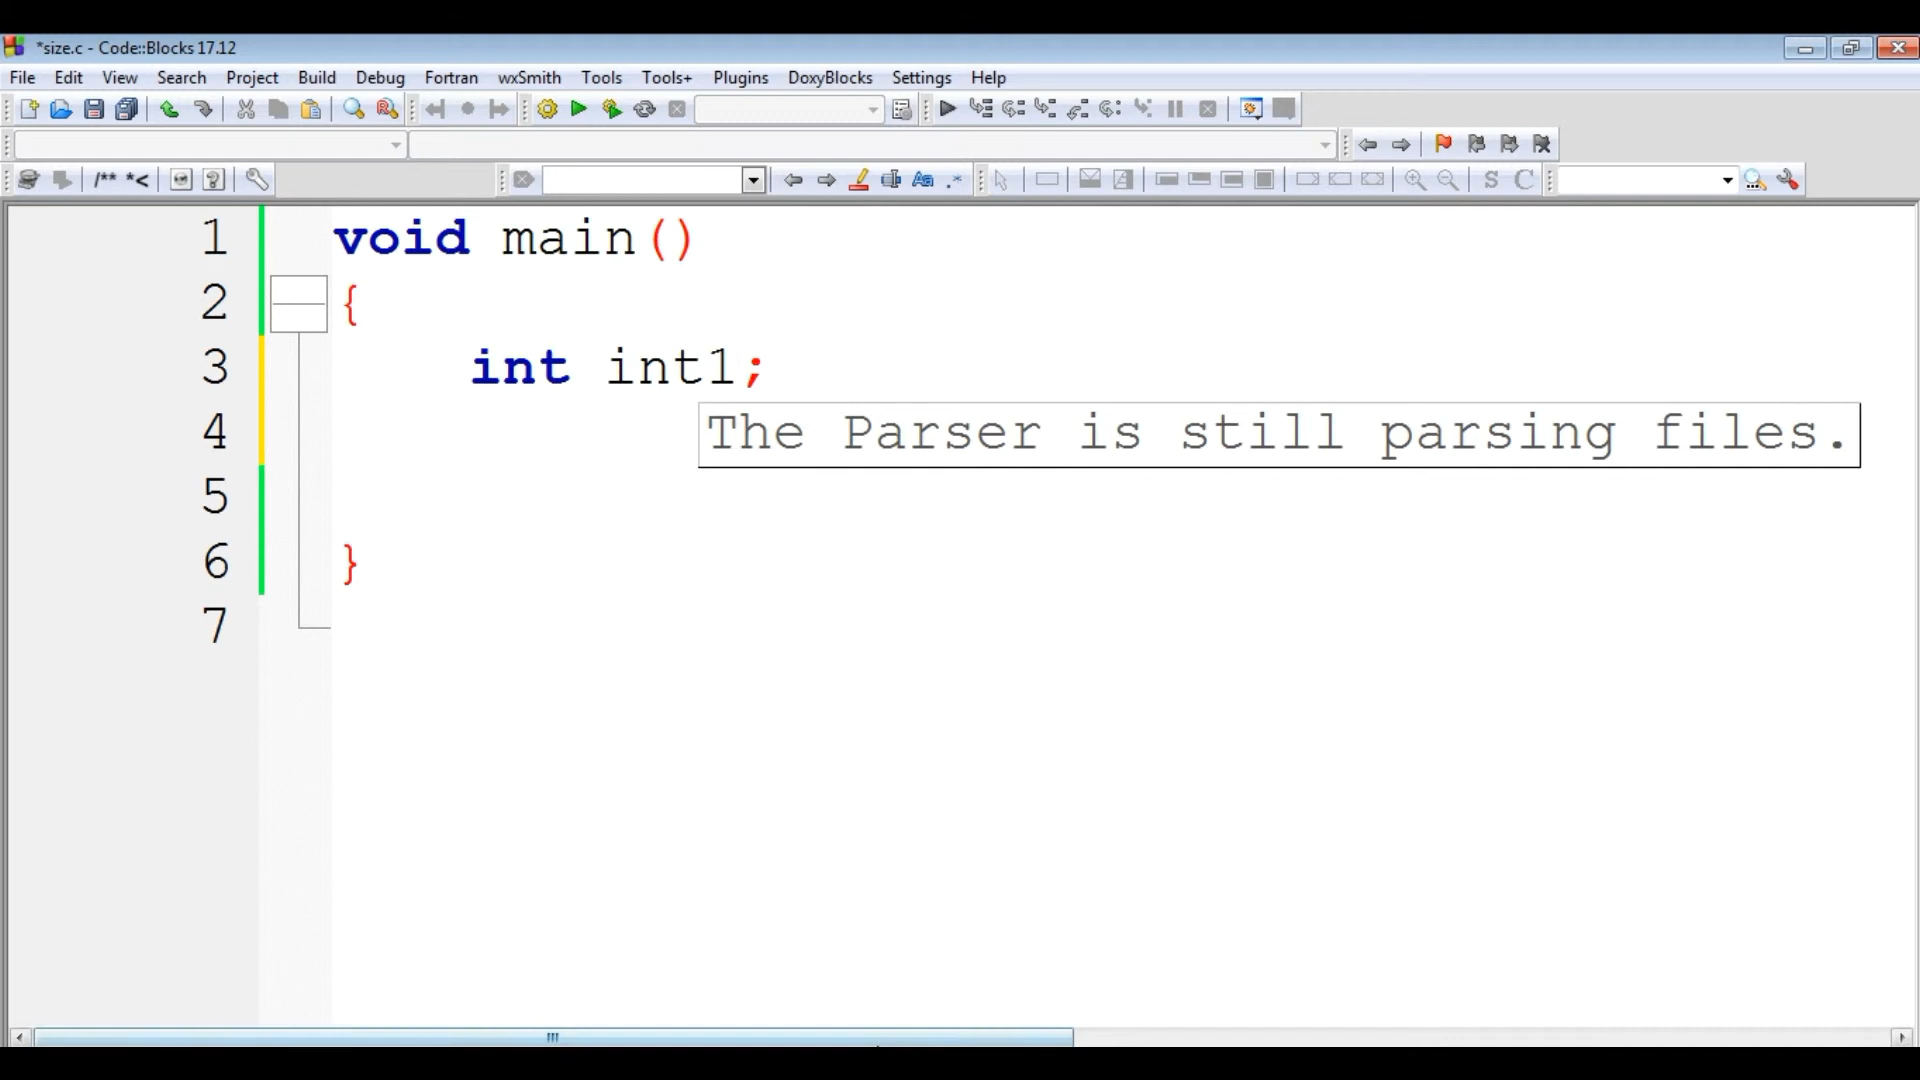 *size.c - Code::Blocks 17.12
File Edit View Search Project Build Debug Fortran wxSmith Tools Tools+ Plugins DoxyBlocks Settings Help
/** *<
Aa .* S C
1 void main()
2 {
3 int int1;
4 The Parser is still parsing files.
5
6 }
7